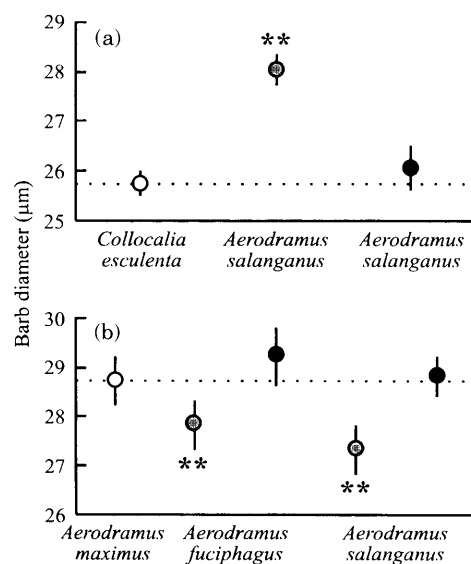 (a)
**
28
27
26
25
Collocalia esculenta
Aerodramus salanganus
Aerodramus salanganus
Barb diameter (µm)
(b)
30
29
28
27
26
**
**
Aerodramus maximus
Aerodramus fuciphagus
Aerodramus salanganus